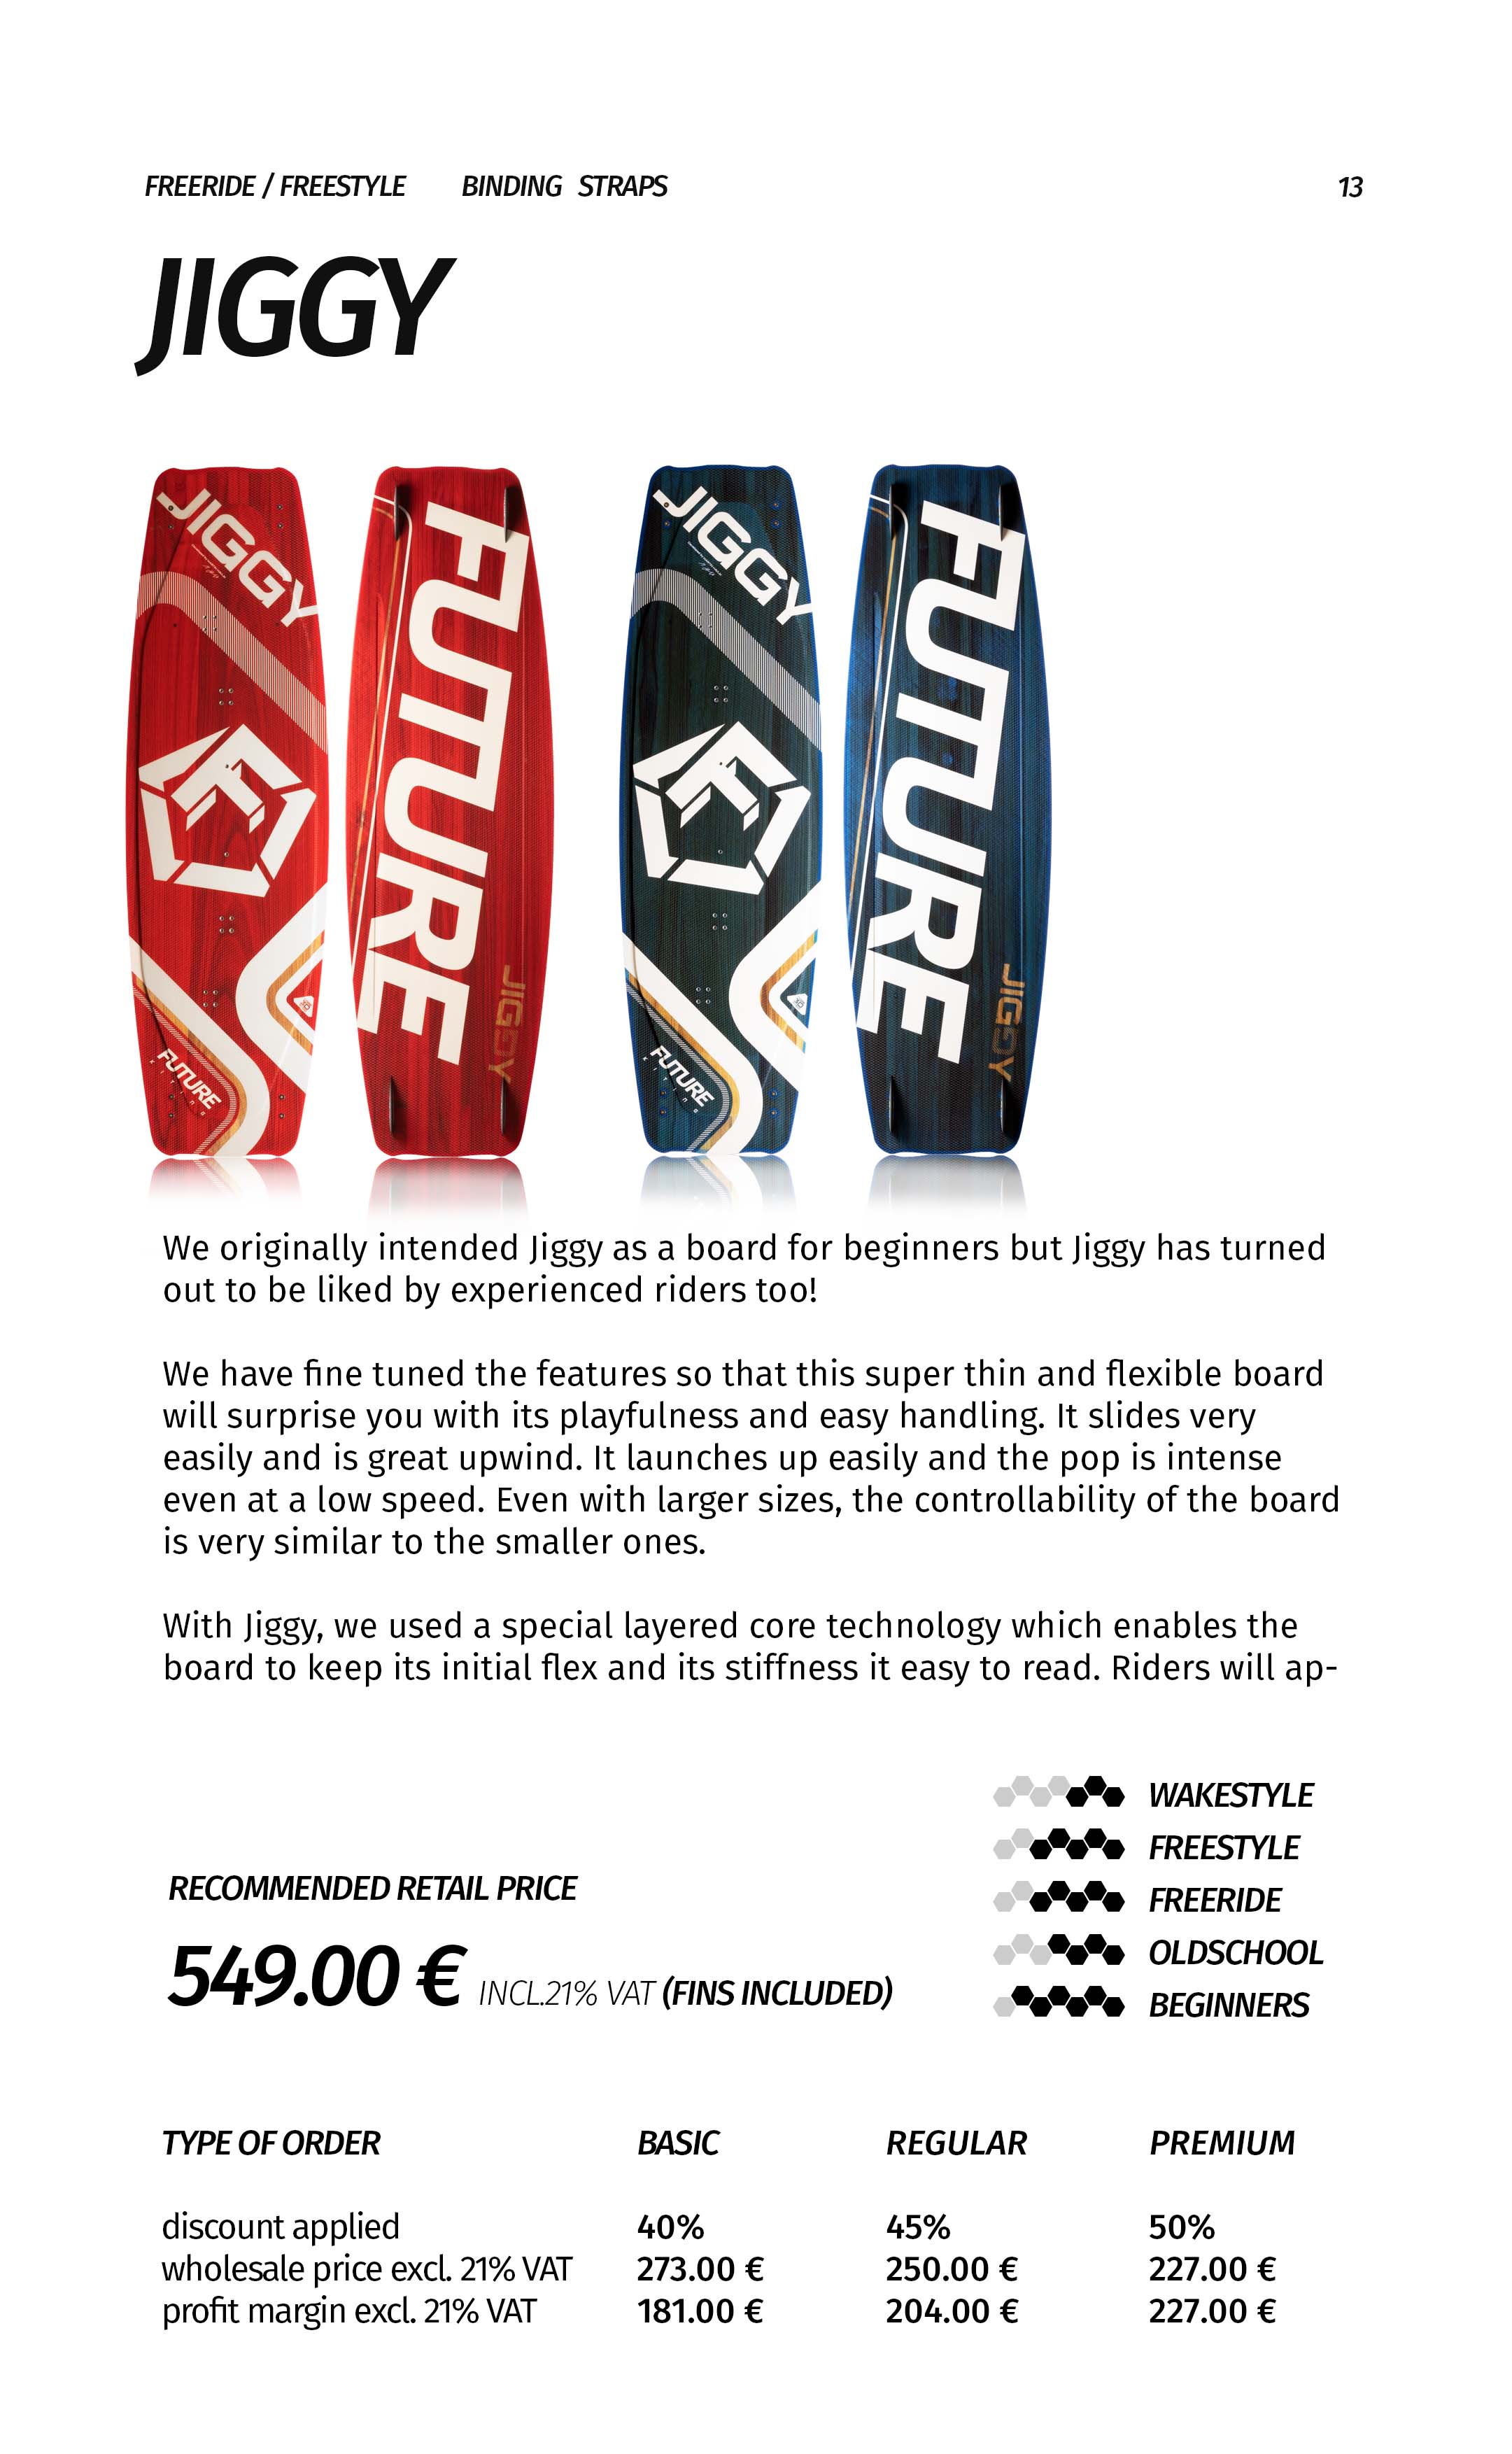 FREERIDE / FREESTYLE BINDING STRAPS 13
JIGGY
JIGGY
FUTURE
JIGGY
FUTURE
JIGGY
FUTURE
JIGGY
FUTURE
We originally intended Jiggy as a board for beginners but Jiggy has turned
out to be liked by experienced riders too!
We have fine tuned the features so that this super thin and flexible board
will surprise you with its playfulness and easy handling. It slides very
easily and is great upwind. It launches up easily and the pop is intense
even at a low speed. Even with larger sizes, the controllability of the board
is very similar to the smaller ones.
With Jiggy, we used a special layered core technology which enables the
board to keep its initial flex and its stiffness it easy to read. Riders will ap-
WAKESTYLE
FREESTYLE
FREERIDE
OLDSCHOOL
BEGINNERS
RECOMMENDED RETAIL PRICE
549.00 € INCL.21% VAT (FINS INCLUDED)
TYPE OF ORDER BASIC REGULAR PREMIUM
discount applied 40% 45% 50%
wholesale price excl. 21% VAT 273.00 € 250.00 € 227.00 €
profit margin excl. 21% VAT 181.00 € 204.00 € 227.00 €